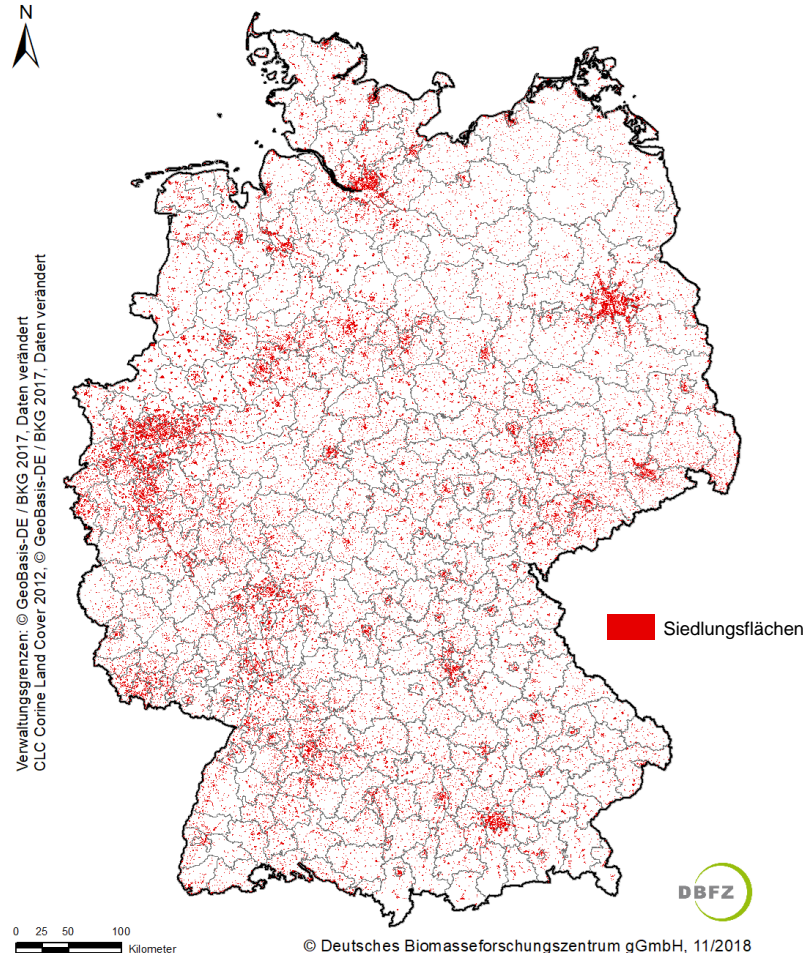 N
Verwaltungsgrenzen: © GeoBasis-DE / BKG 2017, Daten verändert
CLC Corine Land Cover 2012, © GeoBasis-DE / BKG 2017, Daten verändert
Siedlungsflächen
DBFZ
0 25 50 100
Kilometer
© Deutsches Biomasseforschungszentrum gGmbH, 11/2018